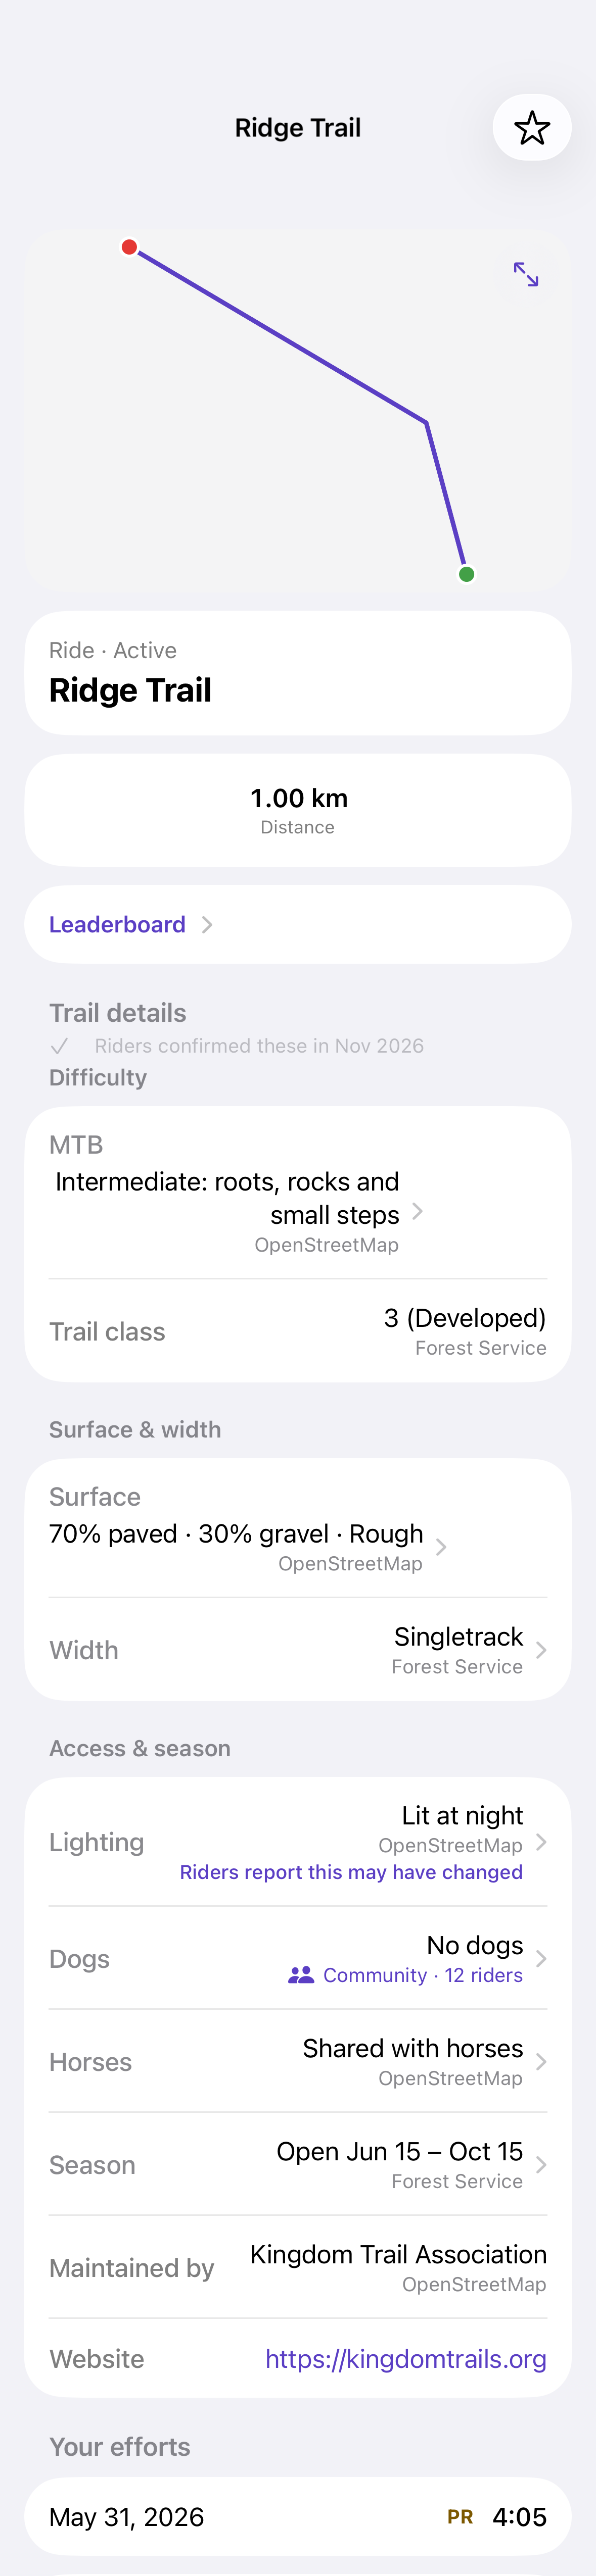 Ridge Trail
Ride · Active
Ridge Trail
1.00 km
Distance
Leaderboard
Trail details
Riders confirmed these in Nov 2026
Difficulty
MTB
Intermediate: roots, rocks and
small steps
OpenStreetMap
Trail class
3 (Developed)
Forest Service
Surface & width
Surface
70% paved · 30% gravel · Rough
OpenStreetMap
Width
Singletrack
Forest Service
Access & season
Lighting
Lit at night
OpenStreetMap
Riders report this may have changed
Dogs
No dogs
Community · 12 riders
Horses
Shared with horses
OpenStreetMap
Season
Open Jun 15 – Oct 15
Forest Service
Maintained by
Kingdom Trail Association
OpenStreetMap
Website
https://kingdomtrails.org
Your efforts
May 31, 2026
PR 4:05